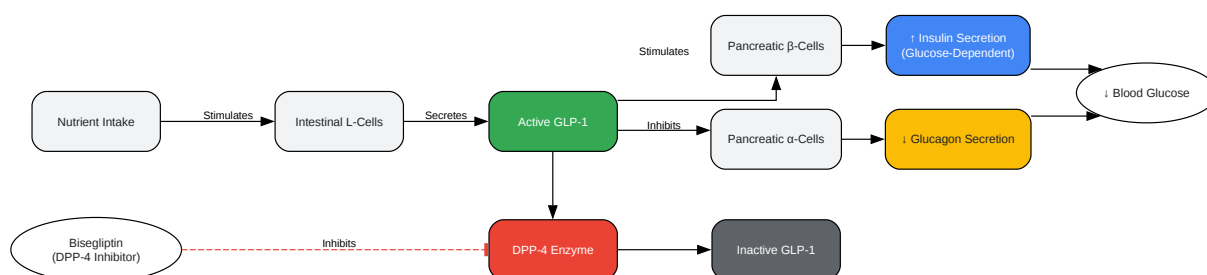 Nutrient Intake
Stimulates
Intestinal L-Cells
Secretes
Active GLP-1
Stimulates
Pancreatic β-Cells
↑ Insulin Secretion
(Glucose-Dependent)
Inhibits
Pancreatic α-Cells
↓ Glucagon Secretion
↓ Blood Glucose
Bisegliptin
(DPP-4 Inhibitor)
Inhibits
DPP-4 Enzyme
Inactive GLP-1